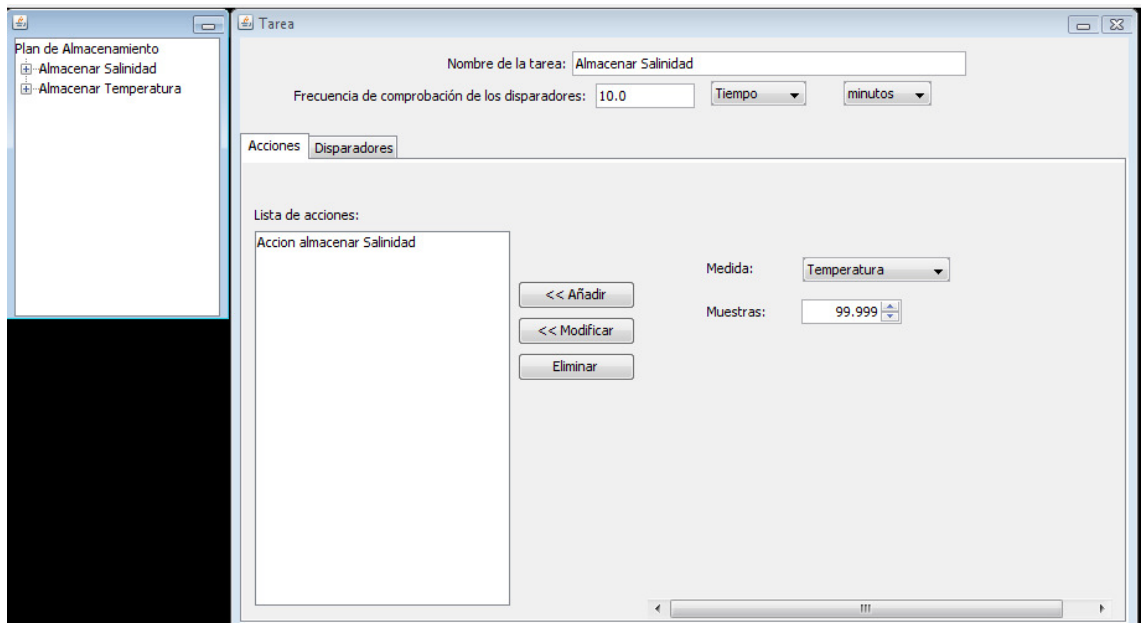 Plan de Almacenamiento
Almacenar Salinidad
Almacenar Temperatura
Tarea
Nombre de la tarea: Almacenar Salinidad
Frecuencia de comprobación de los disparadores: 10.0 Tiempo minutos
Acciones Disparadores
Lista de acciones:
Accion almacenar Salinidad
<< Añadir
<< Modificar
Eliminar
Medida: Temperatura
Muestras: 99.999